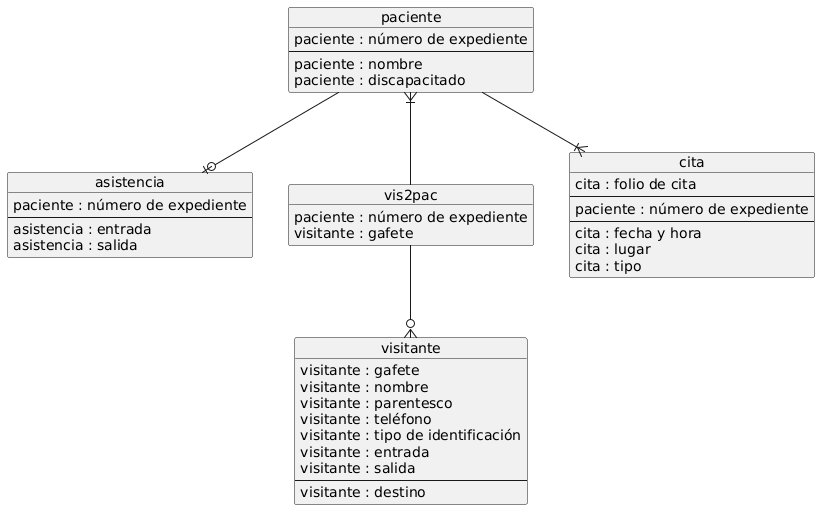 paciente
paciente : número de expediente
paciente : nombre
paciente : discapacitado
asistencia
paciente : número de expediente
asistencia : entrada
asistencia : salida
vis2pac
paciente : número de expediente
visitante : gafete
cita
cita : folio de cita
paciente : número de expediente
cita : fecha y hora
cita : lugar
cita : tipo
visitante
visitante : gafete
visitante : nombre
visitante : parentesco
visitante : teléfono
visitante : tipo de identificación
visitante : entrada
visitante : salida
visitante : destino